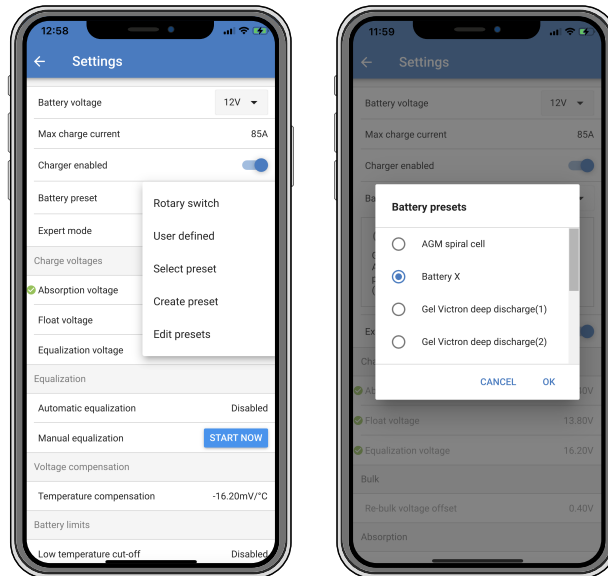 12:58
Settings
Battery voltage 12V
Max charge current 85A
Charger enabled
Battery preset
Rotary switch
User defined
Expert mode
Select preset
Charge voltages
Absorption voltage
Create preset
Float voltage
Edit presets
Equalization voltage
Equalization
Automatic equalization Disabled
Manual equalization START NOW
Voltage compensation
Temperature compensation -16.20mV/°C
Battery limits
Low temperature cut-off Disabled
11:59
Settings
Battery voltage 12V
Max charge current 85A
Charger enabled
Battery presets
AGM spiral cell
Battery X
Gel Victron deep discharge(1)
Gel Victron deep discharge(2)
CANCEL OK
Float voltage 13.80V
Equalization voltage 16.20V
Bulk
Re-bulk voltage offset 0.40V
Absorption